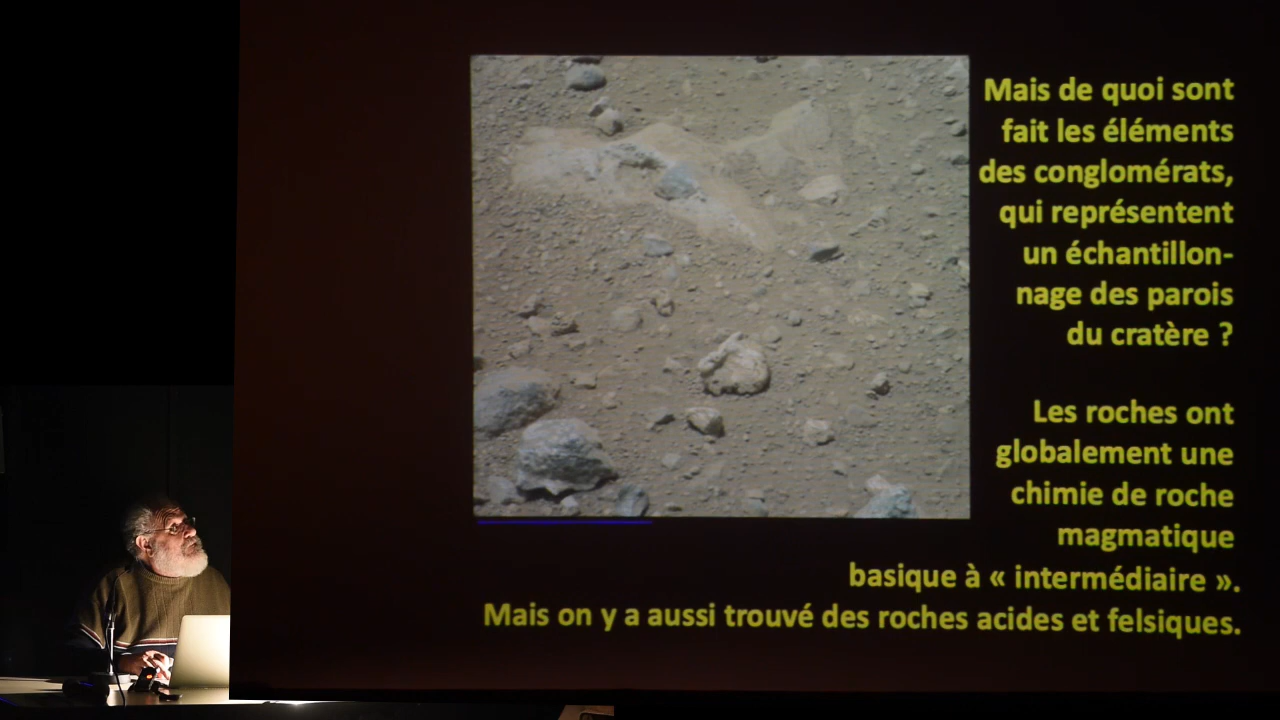 Mais de quoi sont
fait les éléments
des conglomérats,
qui représentent
un échantillon-
nage des parois
du cratère ?
Les roches ont
globalement une
chimie de roche
magmatique
basique à « intermédiaire ».
Mais on y a aussi trouvé des roches acides et felsiques.